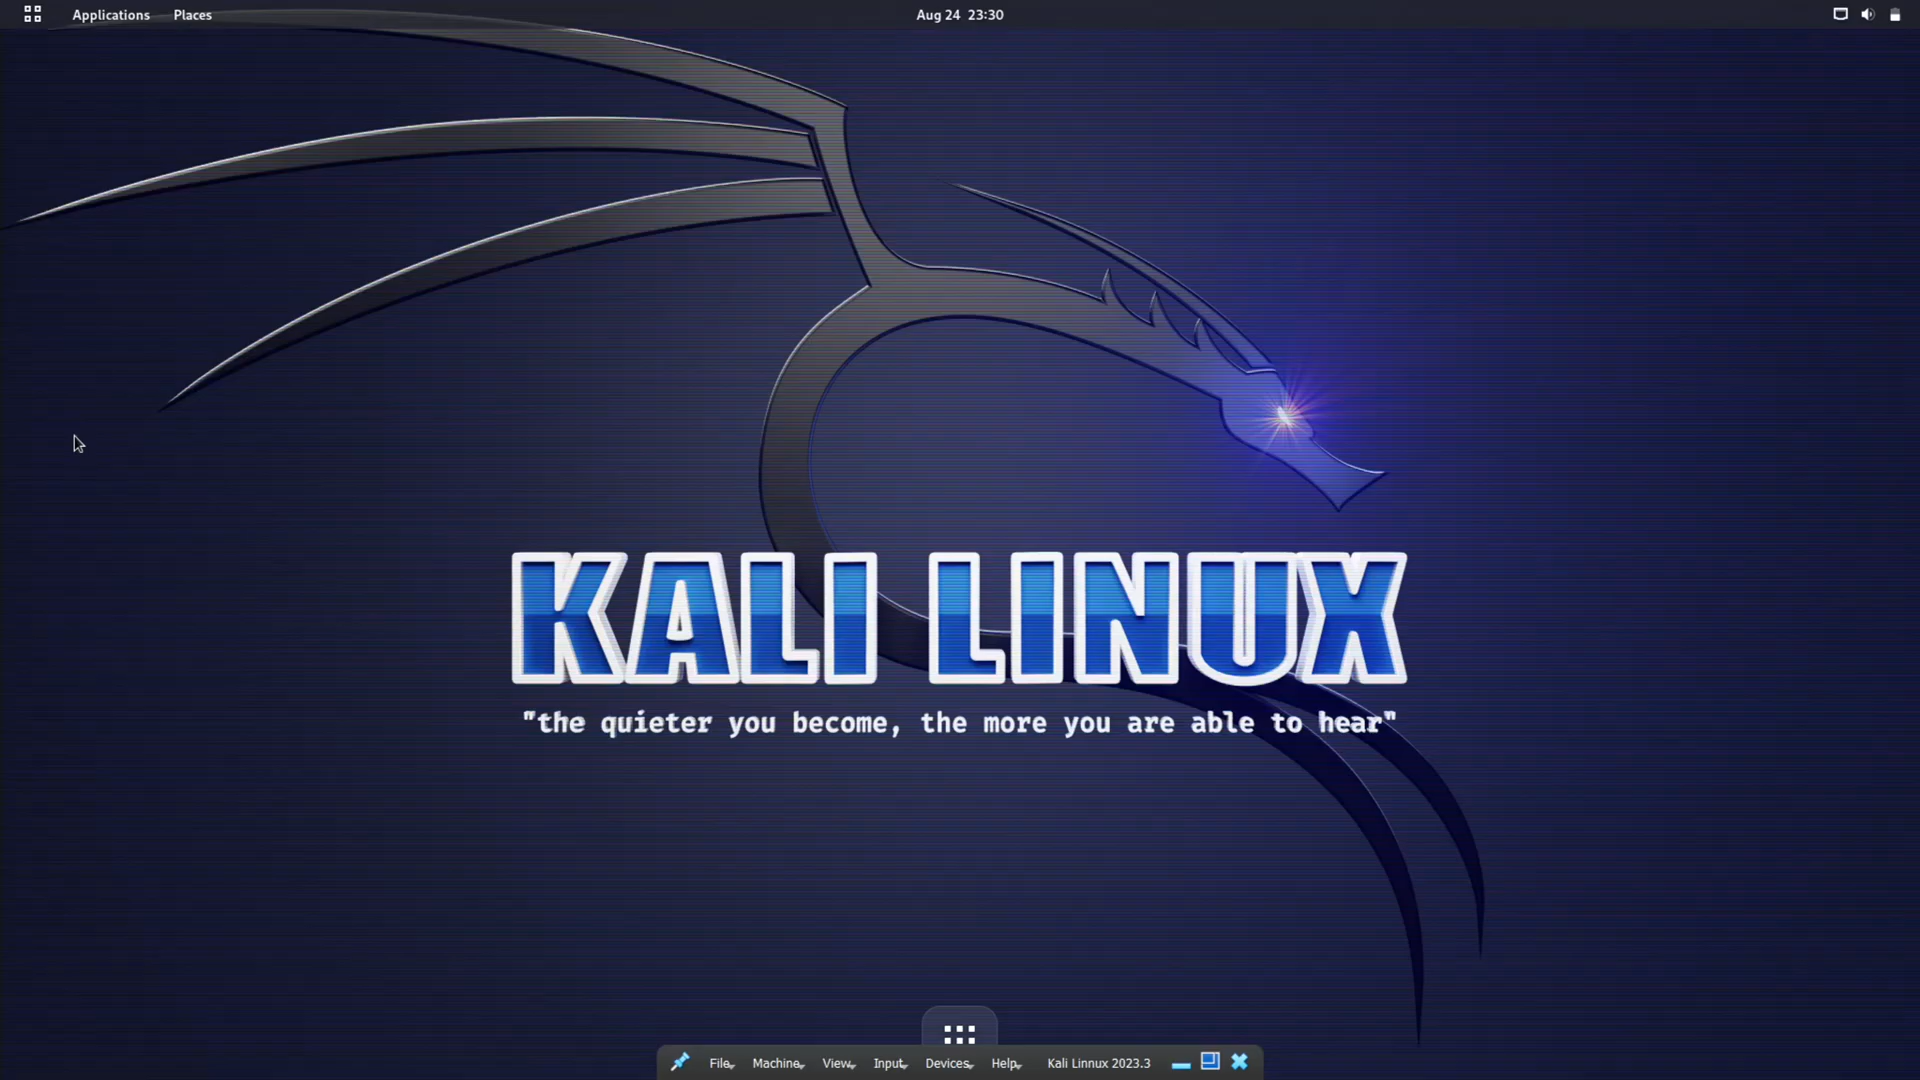 Applications Places Aug 24 23:30
KALI LINUX
"the quieter you become, the more you are able to hear"
File Machine View Input Devices Help Kali Linnux 2023.3